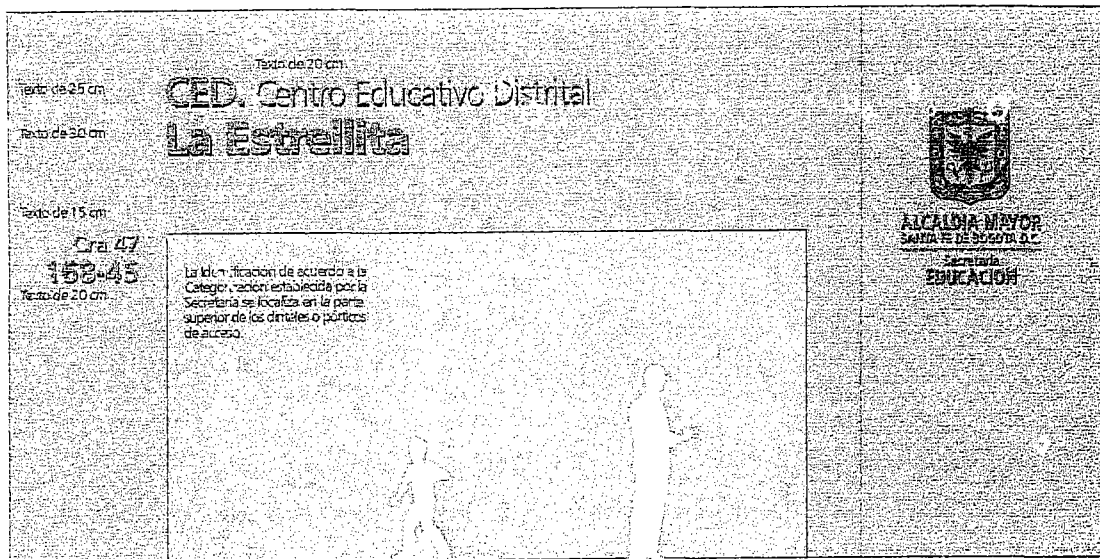 Texto de 20 cm
Texto de 25 cm
CED. Centro Educativo Distrital
Texto de 30 cm
La Estrellita
Texto de 15 cm
Cra 47
153-45
Texto de 20 cm
La Identificación de acuerdo a la
Categorización establecida por la
Secretaria se localiza en la parte
superior de los dinteles o pórticos
de acceso.
ALCALDIA MAYOR
SANTA FE DE BOGOTA D.C.
Secretaria
EDUCACION